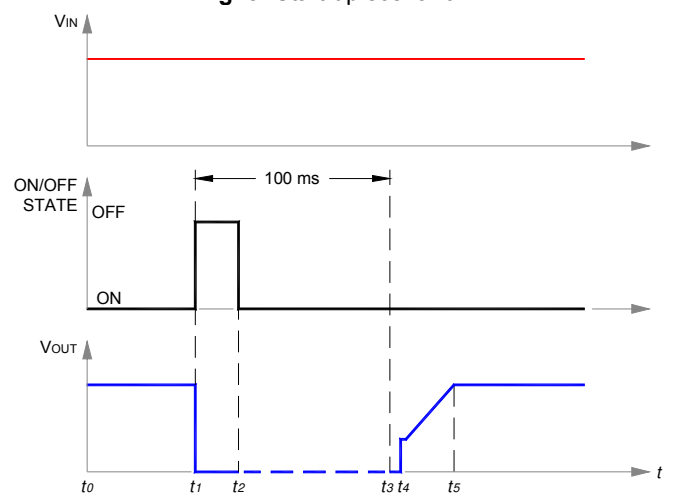 VIN
100 ms
ON/OFF
STATE
OFF
ON
VOUT
t
t0 t1 t2 t3 t4 t5